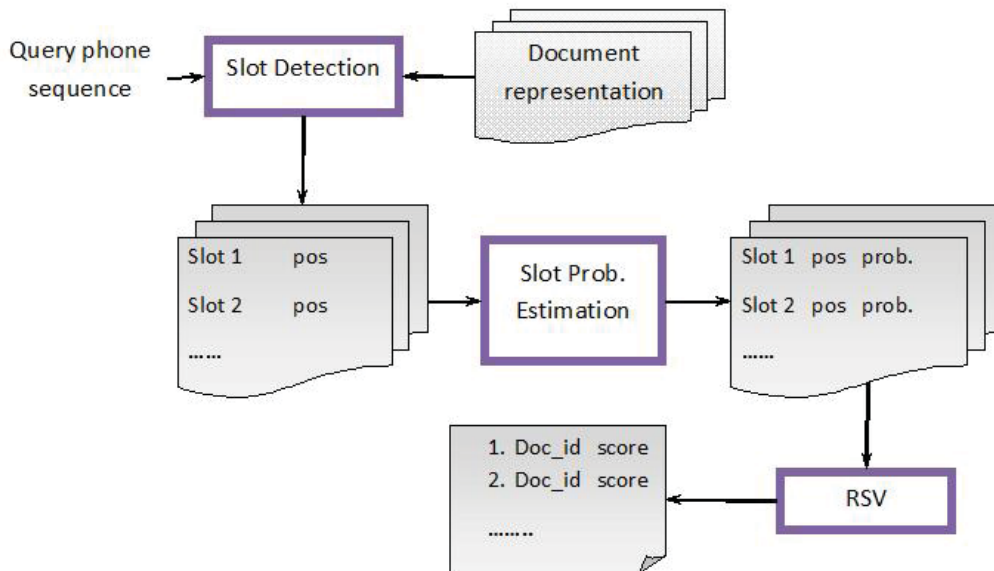 Query phone
sequence
Slot Detection
Document
representation
Slot 1 pos
Slot 2 pos
......
Slot Prob.
Estimation
Slot 1 pos prob.
Slot 2 pos prob.
......
RSV
1. Doc_id score
2. Doc_id score
........